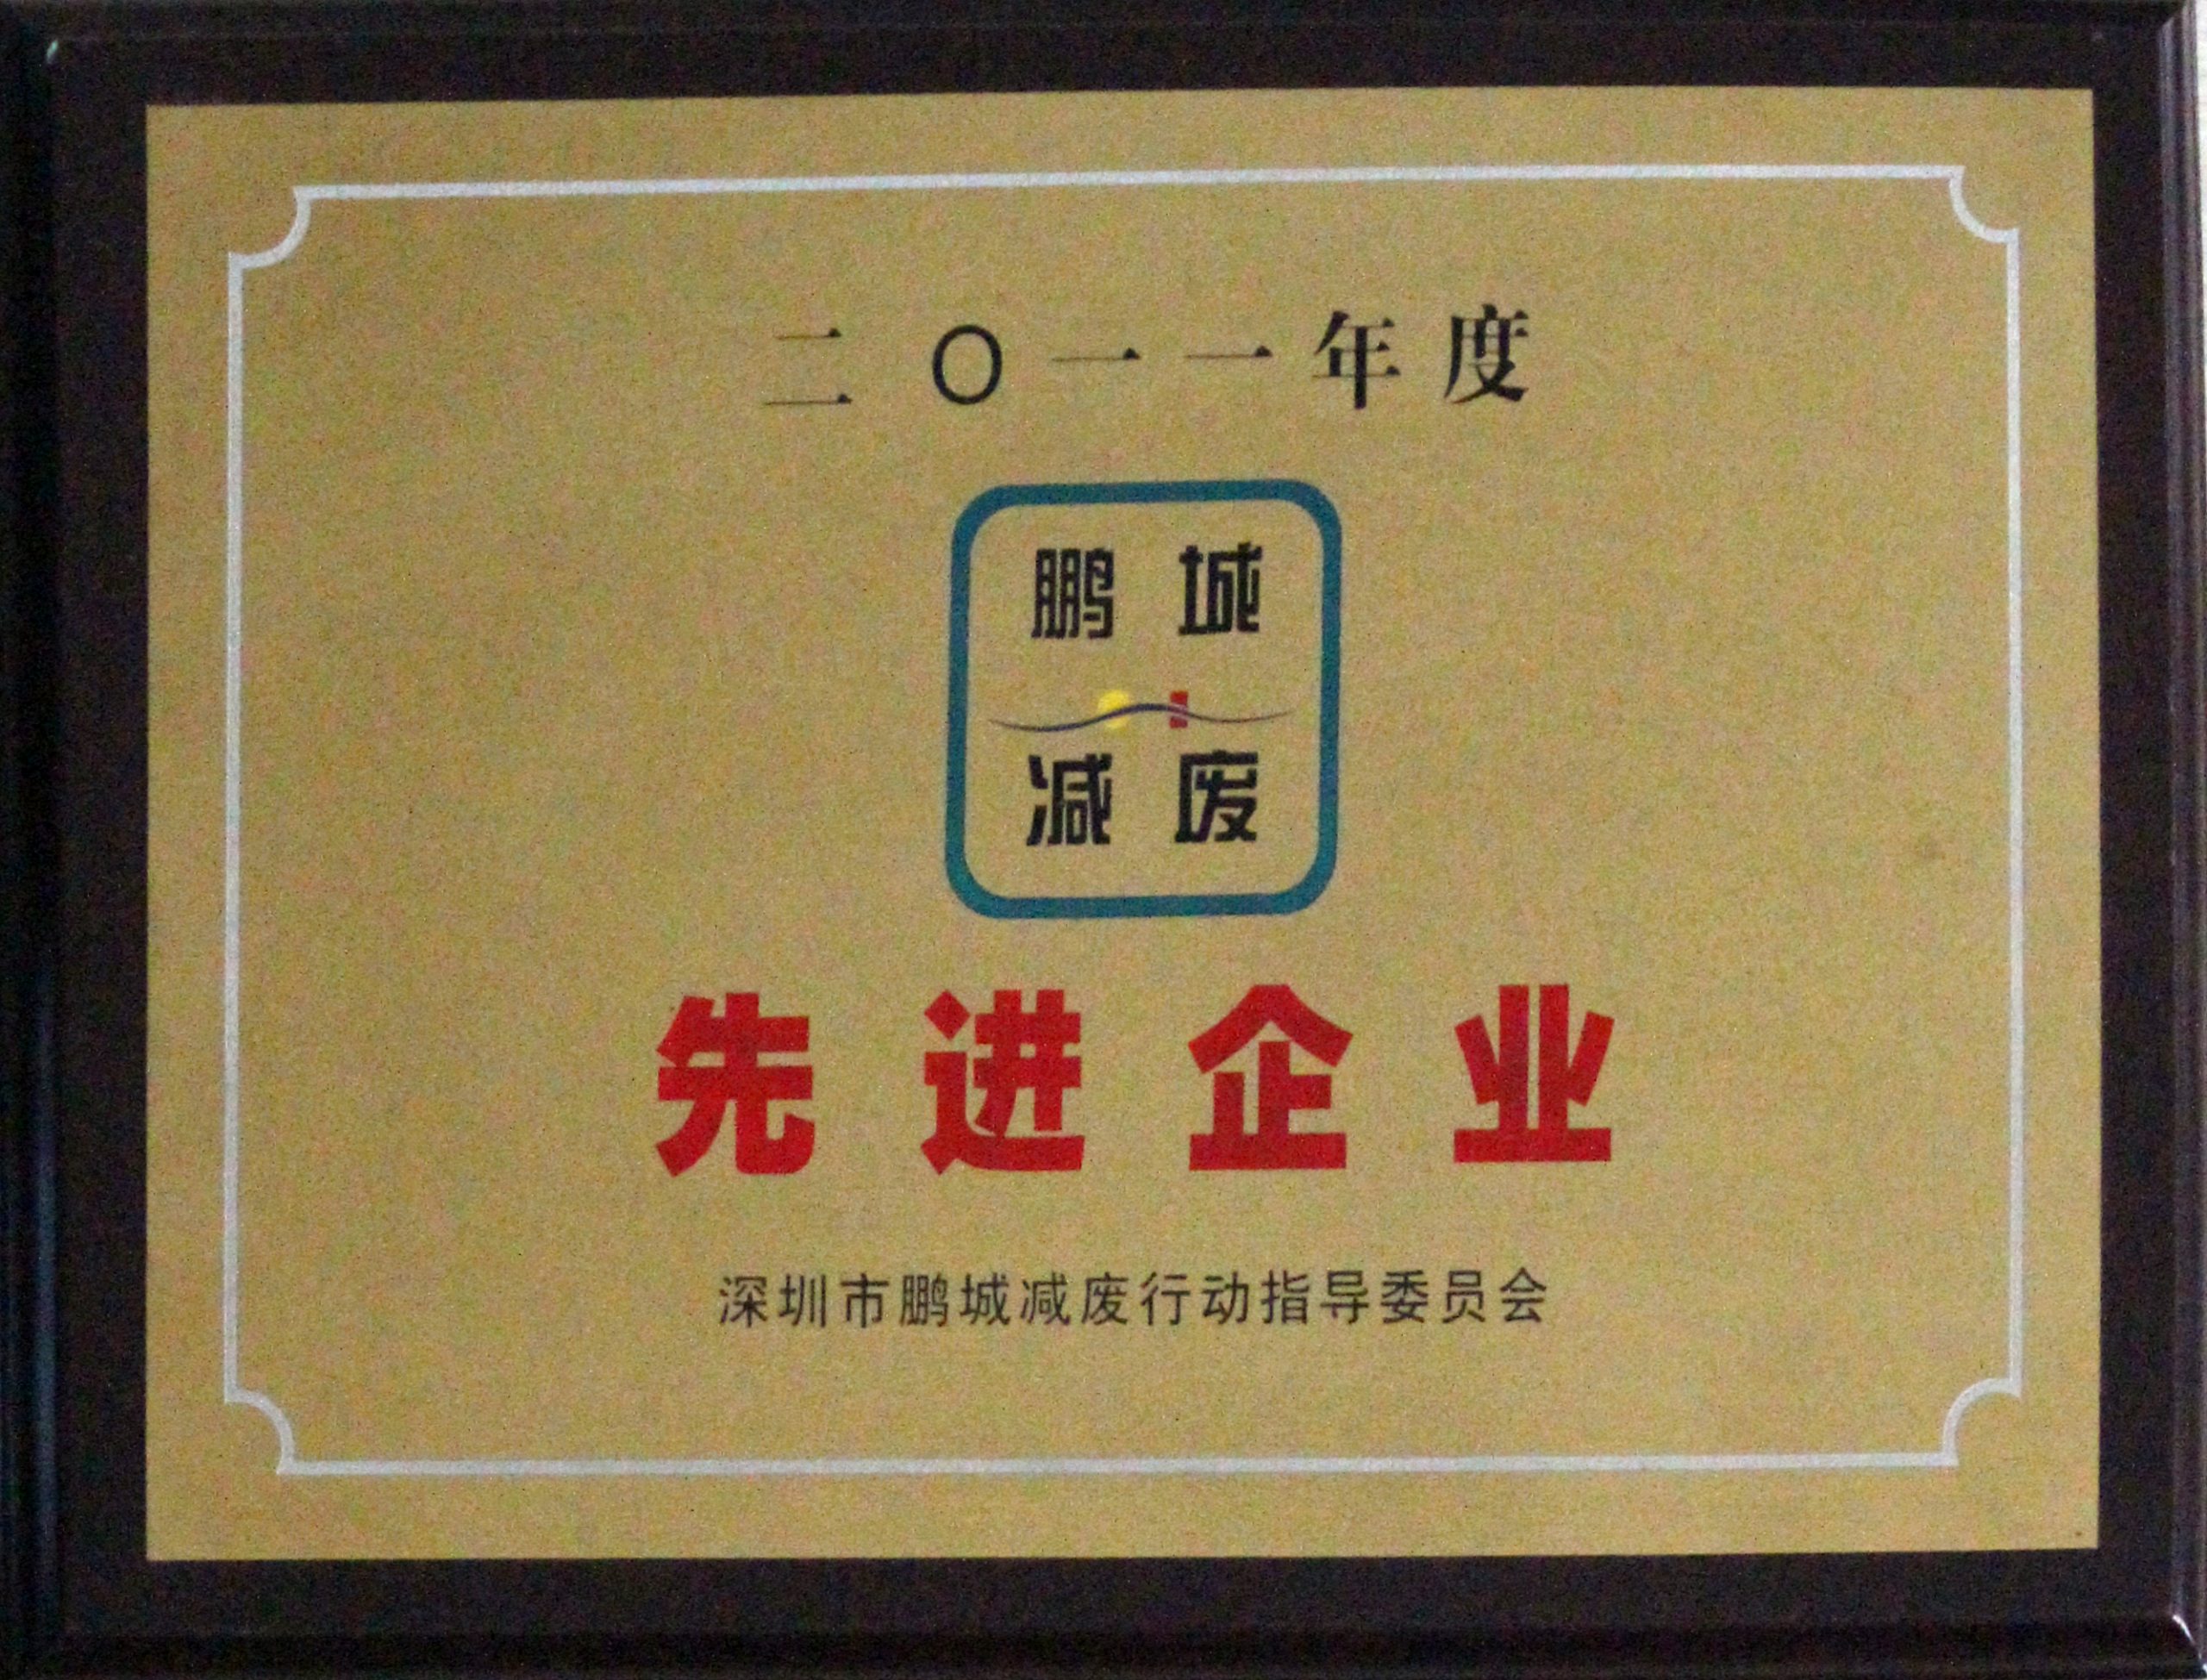 二〇一一年度
鹏城
减废
先进企业
深圳市鹏城减废行动指导委员会